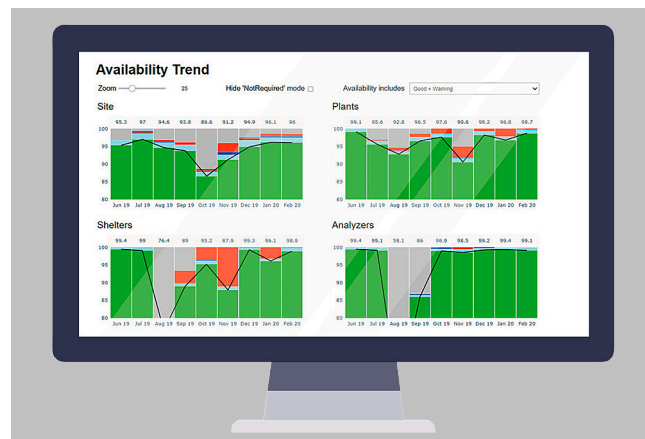 Availability Trend
Zoom 25 Hide 'NotRequired' mode Availability includes Good + Warning
Site
95.3 97 94.6 93.8 86.6 91.2 94.9 96.1 96
100
95
90
85
80
Jun 19 Jul 19 Aug 19 Sep 19 Oct 19 Nov 19 Dec 19 Jan 20 Feb 20
Plants
99.1 95.6 92.8 96.5 97.6 90.6 98.2 96.8 98.7
100
95
90
85
80
Jun 19 Jul 19 Aug 19 Sep 19 Oct 19 Nov 19 Dec 19 Jan 20 Feb 20
Shelters
99.4 99 76.4 89 95.2 87.9 99.3 96.1 98.9
100
95
90
85
80
Jun 19 Jul 19 Aug 19 Sep 19 Oct 19 Nov 19 Dec 19 Jan 20 Feb 20
Analyzers
99.4 99.1 58.1 86 98.9 98.5 99.2 99.4 99.1
100
95
90
85
80
Jun 19 Jul 19 Aug 19 Sep 19 Oct 19 Nov 19 Dec 19 Jan 20 Feb 20